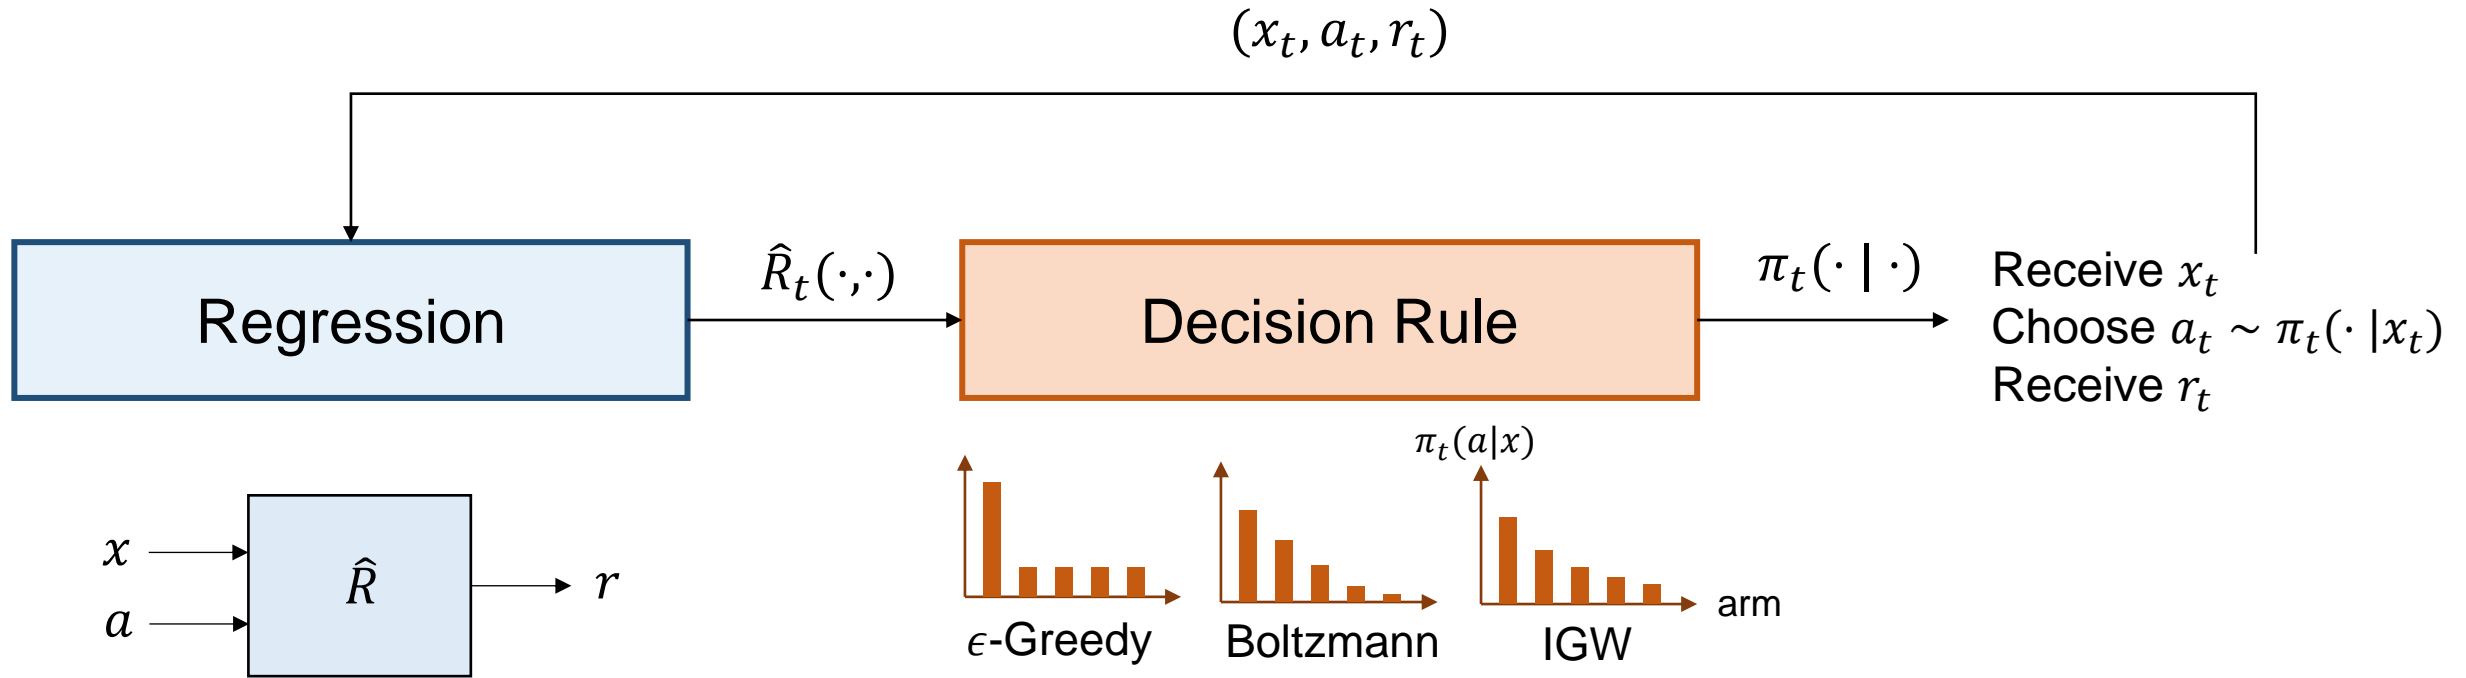 (x_t, a_t, r_t)
Regression
R̂_t(·,·)
Decision Rule
π_t(· | ·)
Receive x_t
Choose a_t ~ π_t(· |x_t)
Receive r_t
x
a
R̂
r
ϵ-Greedy
Boltzmann
π_t(a|x)
arm
IGW